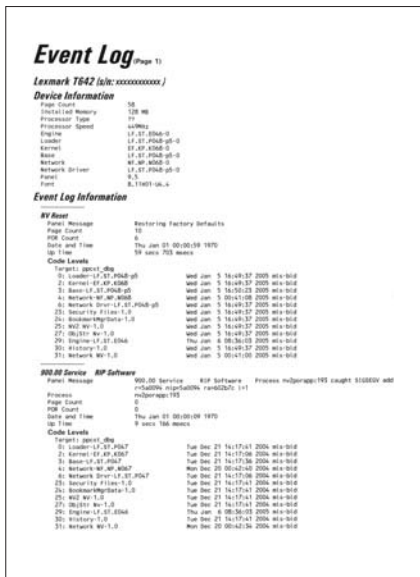 Event Log (Page 1)
Lexmark T642 (s/n: xxxxxxxxxxxx )
Device Information
Page Count 58
Installed Memory 128 MB
Processor Type ??
Processor Speed 449MHz
Engine LF.ST.E046-0
Loader LF.ST.P048-p5-0
Kernel EF.KP.K068-0
Base LF.ST.P048-p5-0
Network NF.NP.N068-0
Network Driver LF.ST.P048-p5-0
Panel 9.5
Font
Event Log Information
NV Reset
Panel Message Restoring Factory Defaults
Page Count 10
POR Count 6
Date and Time Thu Jan 01 00:00:59 1970
Up Time 59 secs 703 msecs
Code Levels
Target: ppcst_dbg
0: Loader-LF.ST.P048-p5 Wed Jan 5 16:49:37 2005 mls-bld
2: Kernel-EF.KP.K068 Wed Jan 5 16:49:37 2005 mls-bld
3: Base-LF.ST.P048-p5 Wed Jan 5 16:50:23 2005 mls-bld
4: Network-NF.NP.N068 Wed Jan 5 00:41:08 2005 mls-bld
6: Network Drvr-LF.ST.P048-p5 Wed Jan 5 16:49:37 2005 mls-bld
23: Security Files-1.0 Wed Jan 5 16:49:37 2005 mls-bld
24: BookmarkMgrData-1.0 Wed Jan 5 16:49:37 2005 mls-bld
25: NV2 NV-1.0 Wed Jan 5 16:49:37 2005 mls-bld
27: ObjStr Nv-1.0 Wed Jan 5 16:49:37 2005 mls-bld
29: Engine-LF.ST.E046 Thu Jan 6 08:36:03 2005 mls-bld
30: History-1.0 Wed Jan 5 16:49:37 2005 mls-bld
31: Network NV-1.0 Wed Jan 5 00:41:00 2005 mls-bld
900.00 Service RIP Software
Panel Message 900.00 Service RIP Software Process nv2porapp:193 caught SIGSEGV add
r=5a0094 nip=5a0094 ra=602b7c i=1
Process nv2porapp:193
Page Count 0
POR Count 0
Date and Time Thu Jan 01 00:00:09 1970
Up Time 9 secs 166 msecs
Code Levels
Target: ppcst_dbg
0: Loader-LF.ST.P047 Tue Dec 21 14:17:41 2004 mls-bld
2: Kernel-EF.KP.K067 Tue Dec 21 14:17:06 2004 mls-bld
3: Base-LF.ST.P047 Tue Dec 21 14:17:36 2004 mls-bld
4: Network-NF.NP.N067 Mon Dec 20 00:42:40 2004 mls-bld
6: Network Drvr-LF.ST.P047 Tue Dec 21 14:17:06 2004 mls-bld
23: Security Files-1.0 Tue Dec 21 14:17:41 2004 mls-bld
24: BookmarkMgrData-1.0 Tue Dec 21 14:17:41 2004 mls-bld
25: NV2 NV-1.0 Tue Dec 21 14:17:41 2004 mls-bld
27: ObjStr Nv-1.0 Tue Dec 21 14:17:41 2004 mls-bld
29: Engine-LF.ST.E046 Thu Jan 6 08:36:03 2005 mls-bld
30: History-1.0 Tue Dec 21 14:17:41 2004 mls-bld
31: Network NV-1.0 Mon Dec 20 00:42:34 2004 mls-bld